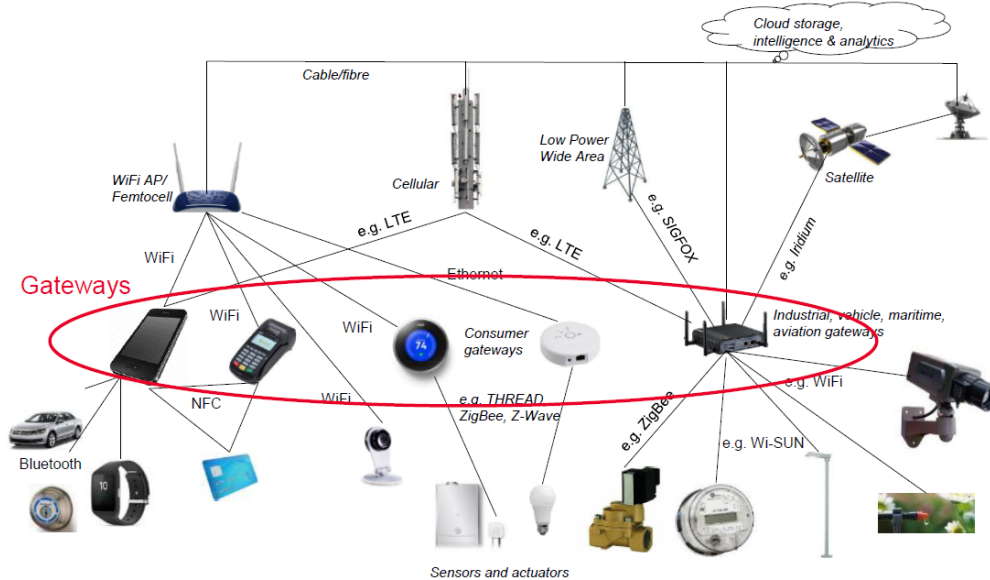 Cloud storage,
intelligence & analytics
Cable/fibre
Low Power
Wide Area
WiFi AP/
Femtocell
Cellular
Satellite
e.g. LTE
e.g. LTE
e.g. SIGFOX
e.g. Iridium
WiFi
Ethernet
Gateways
WiFi
WiFi
Consumer
gateways
Industrial, vehicle, maritime,
aviation gateways
74
e.g. WiFi
NFC
WiFi
e.g. THREAD
ZigBee, Z-Wave
e.g. ZigBee
e.g. Wi-SUN
Bluetooth
10
Sensors and actuators